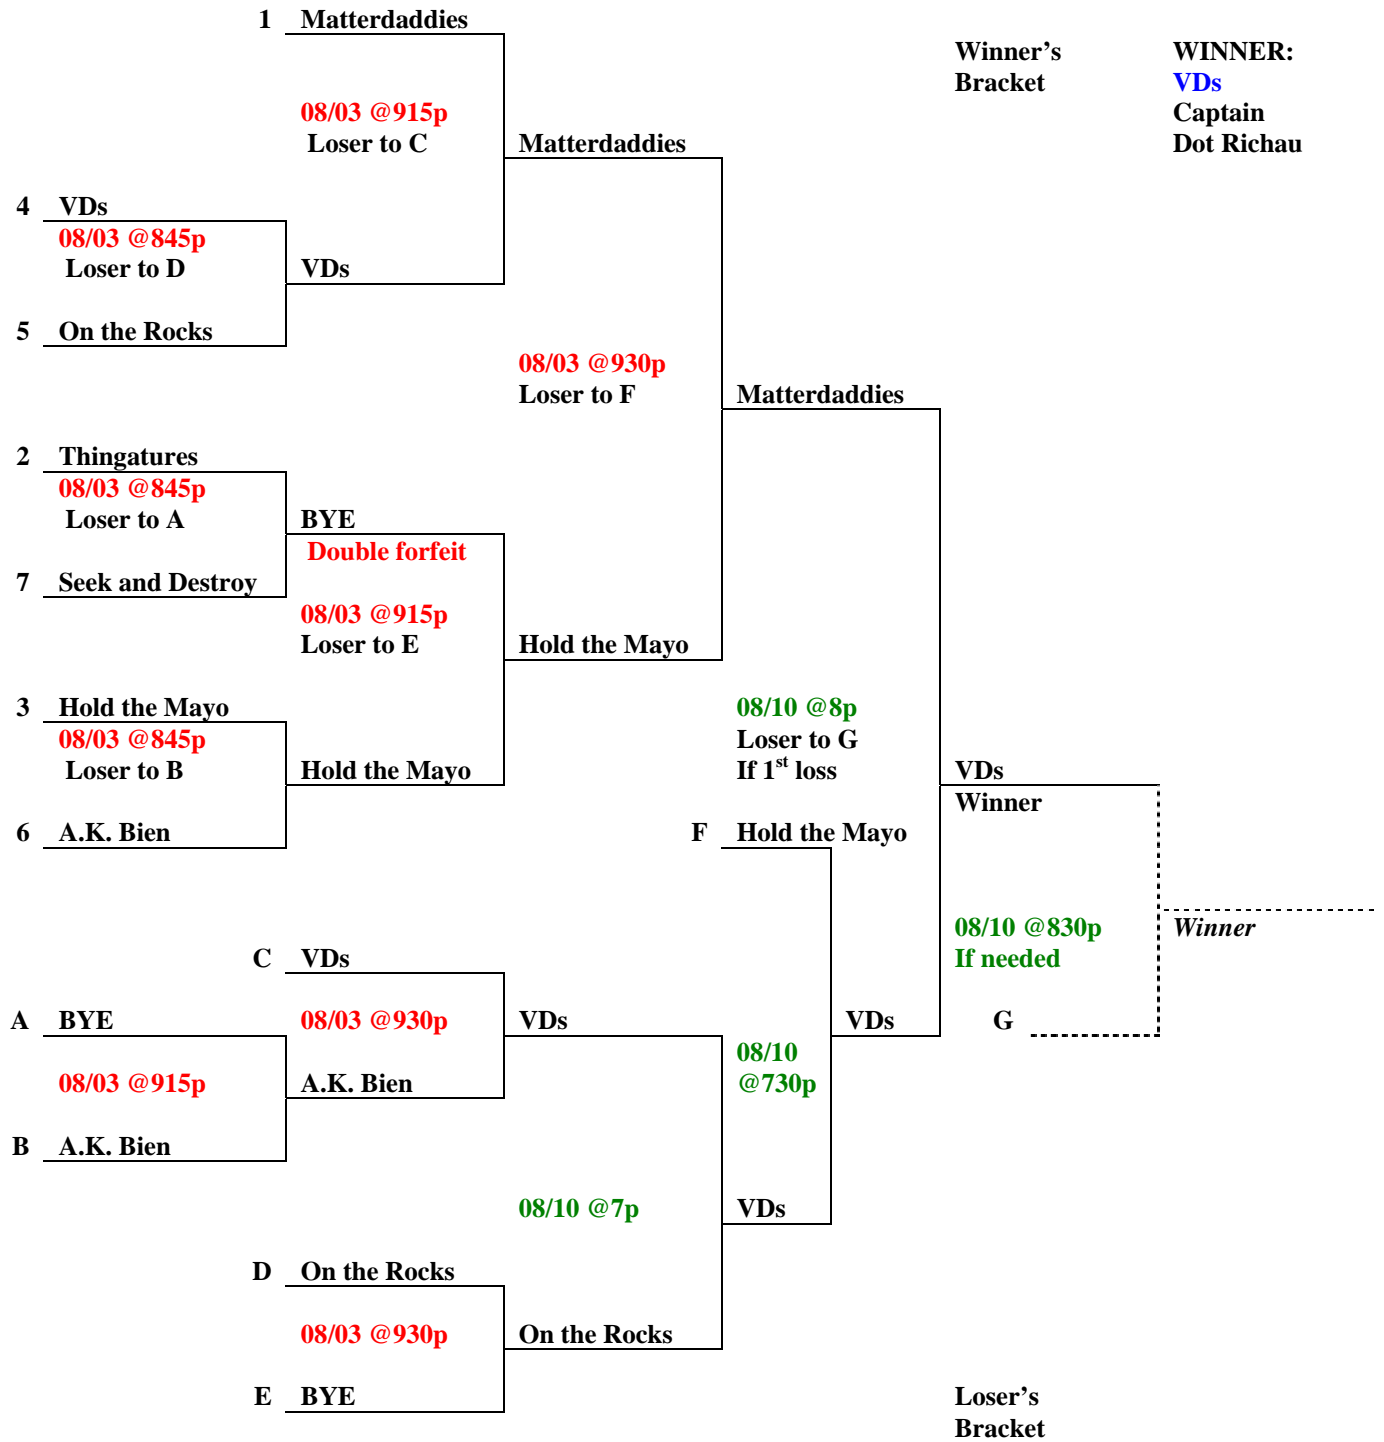 1 Matterdaddies
Winner's
Bracket
WINNER:
VDs
Captain
Dot Richau
08/03 @915p
Loser to C
Matterdaddies
4 VDs
08/03 @845p
Loser to D
VDs
5 On the Rocks
08/03 @930p
Loser to F
Matterdaddies
2 Thingatures
08/03 @845p
Loser to A
BYE
Double forfeit
7 Seek and Destroy
08/03 @915p
Loser to E
Hold the Mayo
3 Hold the Mayo
08/03 @845p
Loser to B
Hold the Mayo
08/10 @8p
Loser to G
If 1st loss
VDs
Winner
6 A.K. Bien
F Hold the Mayo
08/10 @830p
If needed
Winner
C VDs
A BYE
08/03 @930p
VDs
VDs
G
08/10
@730p
08/03 @915p
A.K. Bien
B A.K. Bien
08/10 @7p
VDs
D On the Rocks
08/03 @930p
On the Rocks
E BYE
Loser's
Bracket